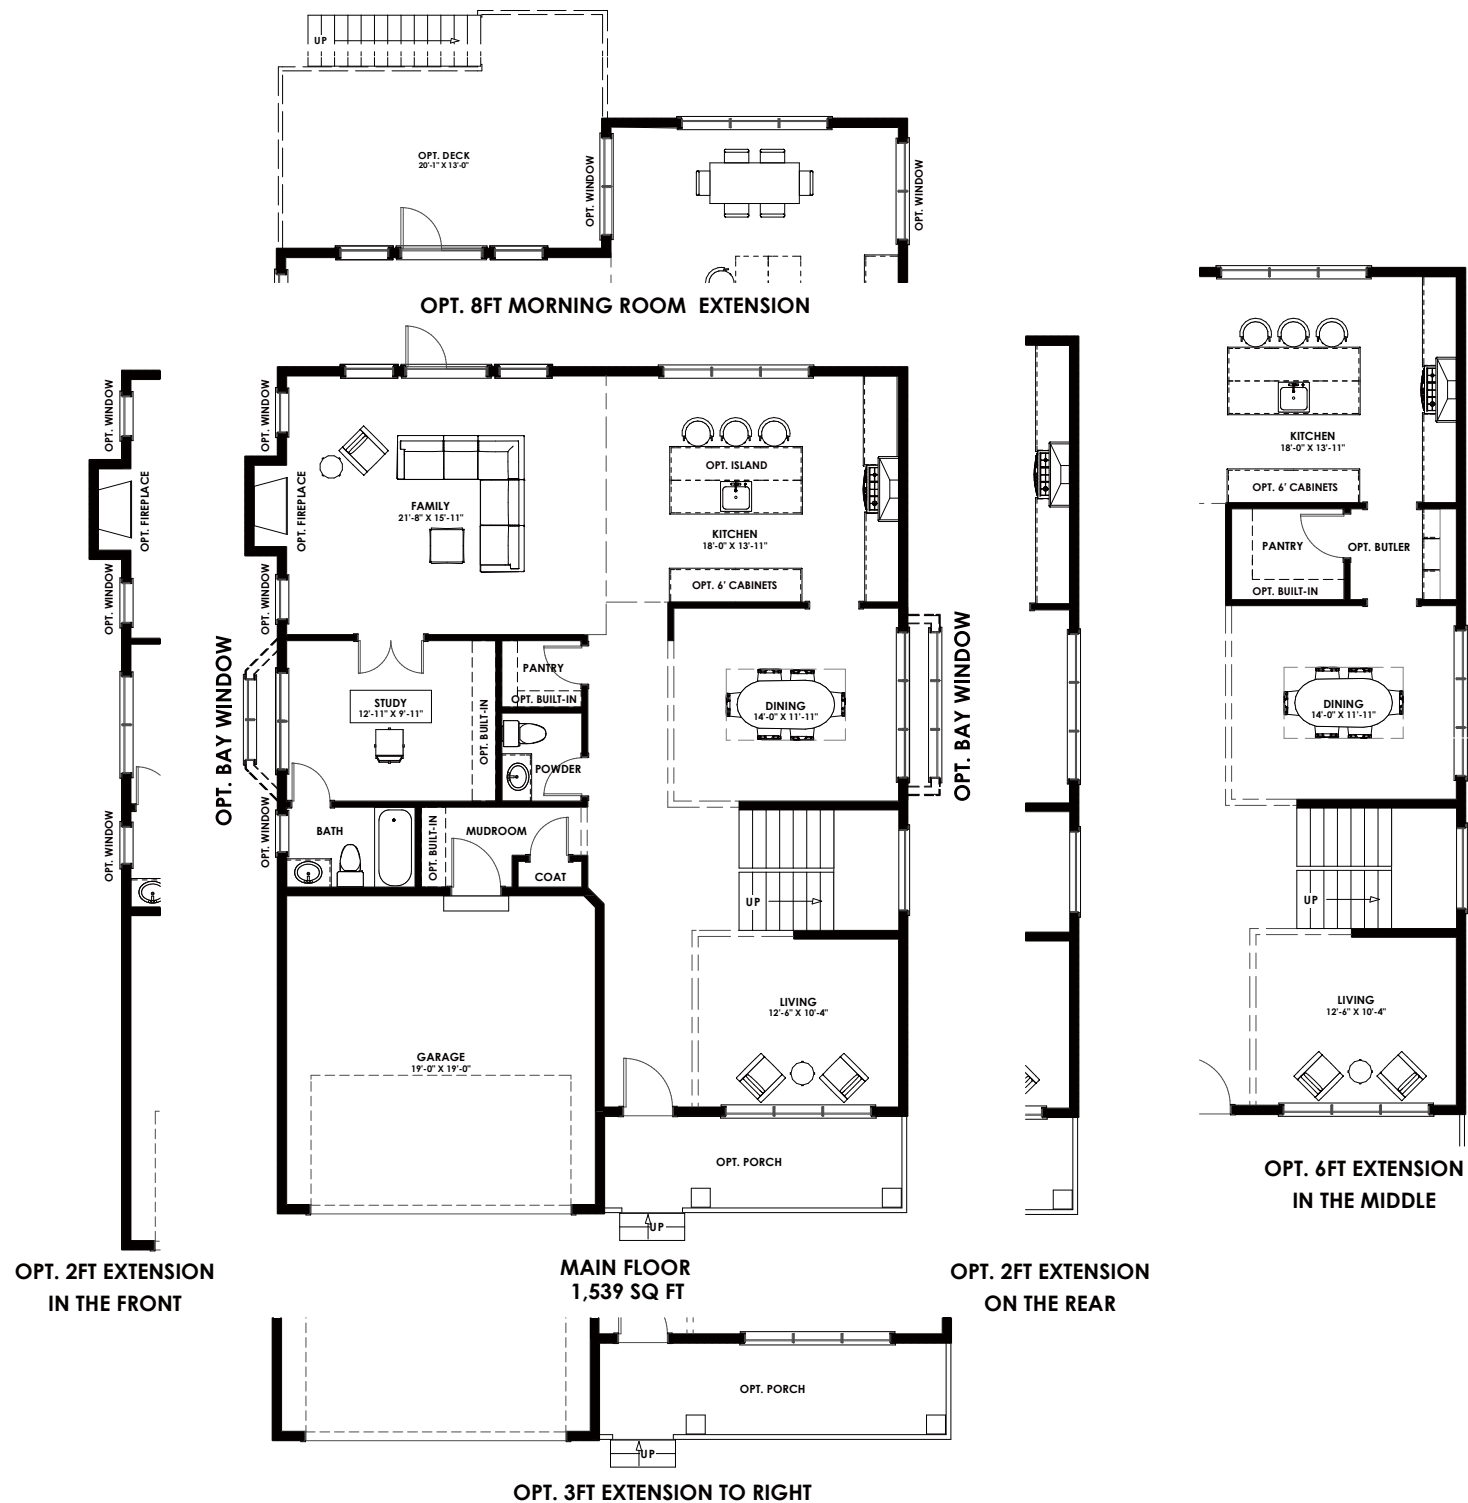 UP
OPT. DECK
20'-1" X 13'-0"
OPT. WINDOW
OPT. WINDOW
OPT. 8FT MORNING ROOM EXTENSION
OPT. WINDOW
OPT. FIREPLACE
OPT. WINDOW
OPT. WINDOW
OPT. 2FT EXTENSION
IN THE FRONT
OPT. WINDOW
OPT. FIREPLACE
OPT. WINDOW
OPT. BAY WINDOW
OPT. WINDOW
FAMILY
21'-8" X 15'-11"
OPT. ISLAND
KITCHEN
18'-0" X 13'-11"
OPT. 6' CABINETS
STUDY
12'-11" X 9'-11"
OPT. BUILT-IN
PANTRY
OPT. BUILT-IN
POWDER
DINING
14'-0" X 11'-11"
OPT. BAY WINDOW
BATH
OPT. BUILT-IN
MUDROOM
COAT
UP
LIVING
12'-6" X 10'-4"
GARAGE
19'-0" X 19'-0"
OPT. PORCH
UP
MAIN FLOOR
1,539 SQ FT
OPT. 2FT EXTENSION
ON THE REAR
KITCHEN
18'-0" X 13'-11"
OPT. 6' CABINETS
PANTRY
OPT. BUTLER
OPT. BUILT-IN
DINING
14'-0" X 11'-11"
UP
LIVING
12'-6" X 10'-4"
OPT. 6FT EXTENSION
IN THE MIDDLE
OPT. PORCH
UP
OPT. 3FT EXTENSION TO RIGHT